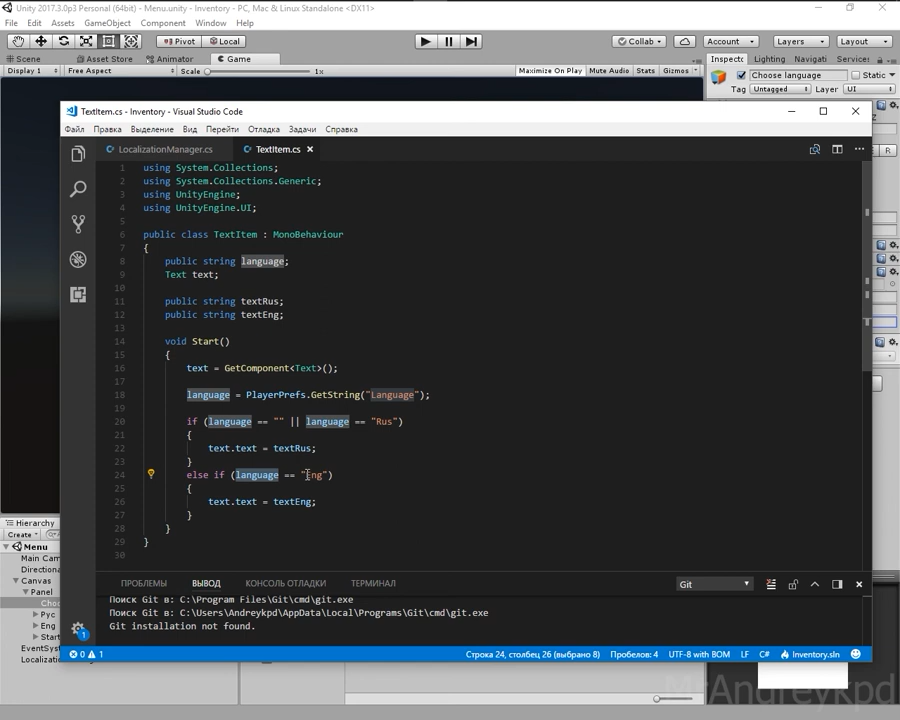 Unity 2017.3.0p3 Personal (64bit) - Menu.unity - Inventory - PC, Mac & Linux Standalone <DX11>
File Edit Assets GameObject Component Window Help
Pivot Local Collab Account Layers Layout
Scene Asset Store Animator Game Inspecto Lighting Navigati Services
Display 1 Free Aspect Scale 1x Maximize On Play Mute Audio Stats Gizmos
Choose language Static
Tag Untagged Layer UI
TextItem.cs - Inventory - Visual Studio Code
Файл Правка Выделение Вид Перейти Отладка Задачи Справка
LocalizationManager.cs TextItem.cs
1 using System.Collections;
2 using System.Collections.Generic;
3 using UnityEngine;
4 using UnityEngine.UI;
5
6 public class TextItem : MonoBehaviour
7 {
8 public string language;
9 Text text;
10
11 public string textRus;
12 public string textEng;
13
14 void Start()
15 {
16 text = GetComponent<Text>();
17
18 language = PlayerPrefs.GetString("Language");
19
20 if (language == "" || language == "Rus")
21 {
22 text.text = textRus;
23 }
24 else if (language == "Eng")
25 {
26 text.text = textEng;
27 }
28 }
29 }
30
Hierarchy
Create
Menu
Main Cam
Directiona
Canvas
Panel
Choo
Рус
Eng
Start
EventSyst
Localizatio
ПРОБЛЕМЫ ВЫВОД КОНСОЛЬ ОТЛАДКИ ТЕРМИНАЛ Git
Поиск Git в: C:\Program Files\Git\cmd\git.exe
Поиск Git в: C:\Users\Andreykpd\AppData\Local\Programs\Git\cmd\git.exe
Git installation not found.
1
0 1 Строка 24, столбец 26 (выбрано 8) Пробелов: 4 UTF-8 with BOM LF C# Inventory.sln
MrAndreykpd